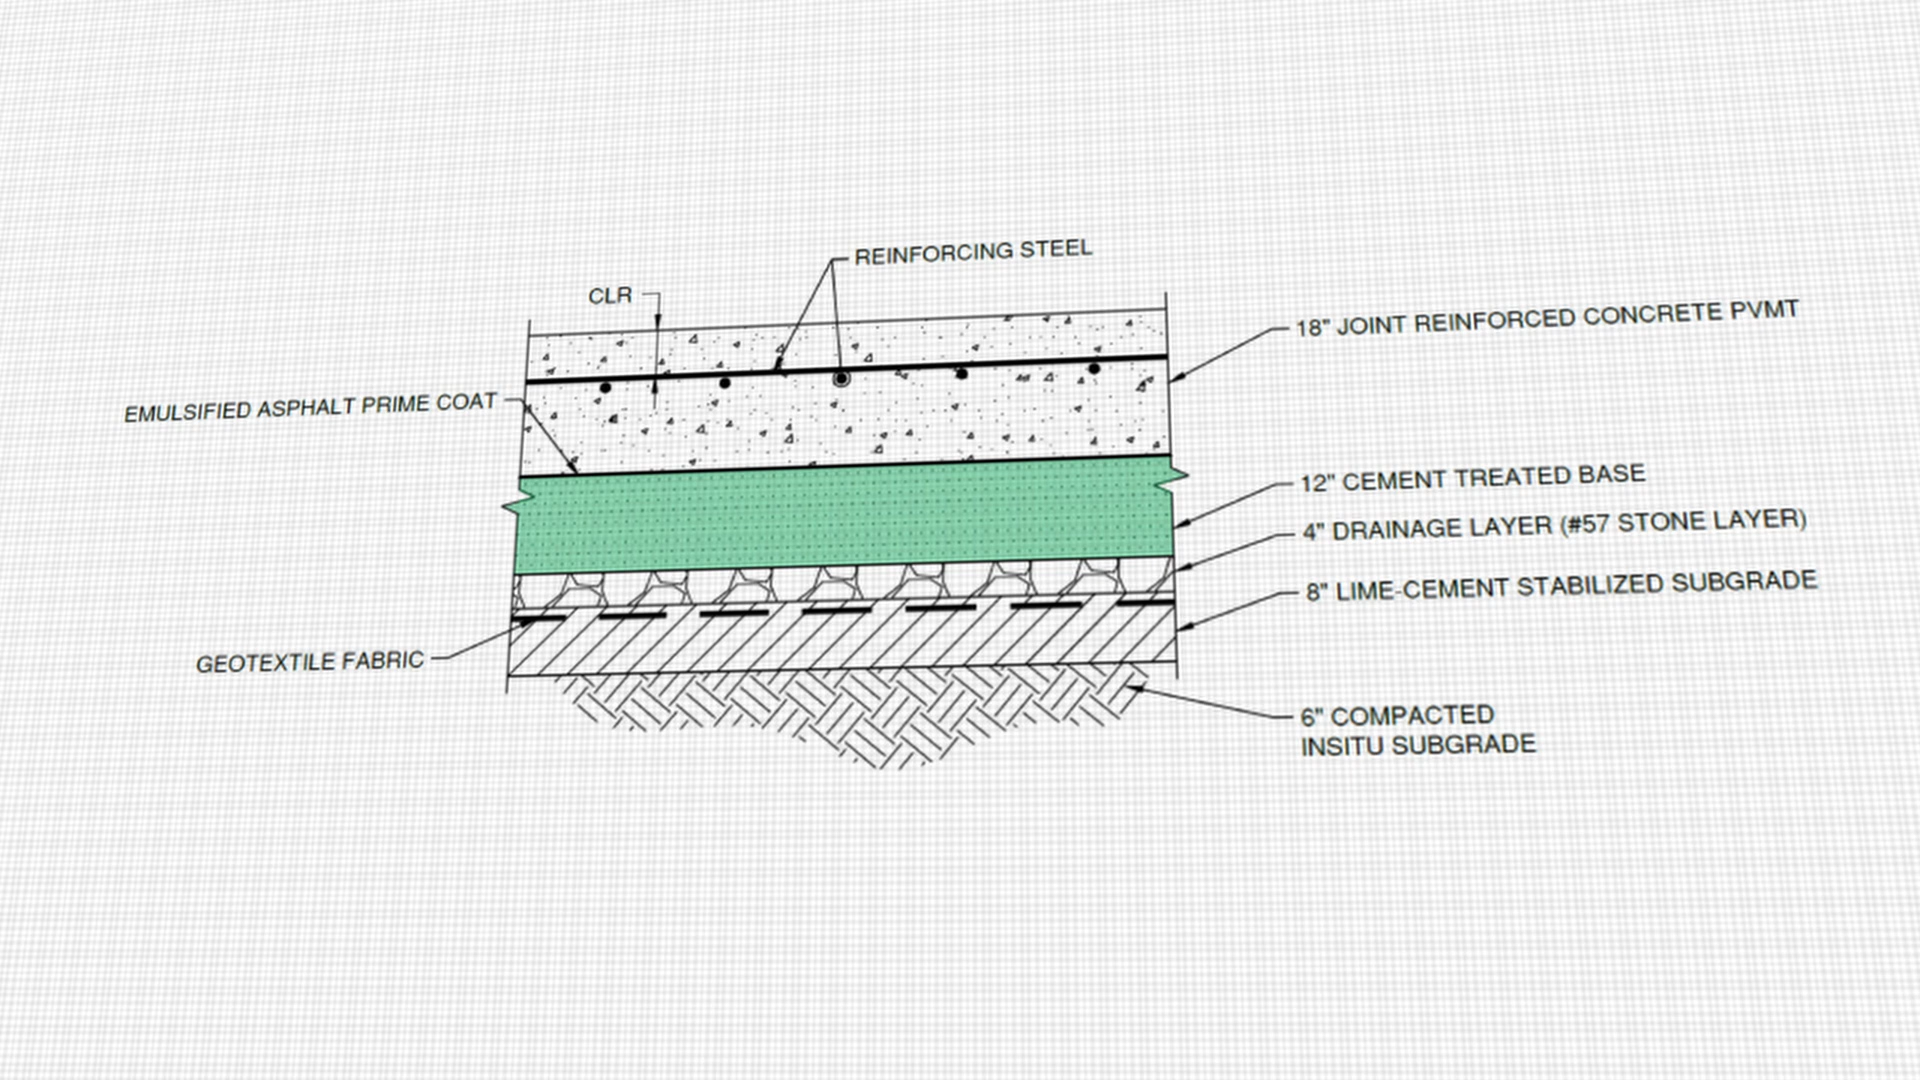 REINFORCING STEEL
CLR
18" JOINT REINFORCED CONCRETE PVMT
EMULSIFIED ASPHALT PRIME COAT
12" CEMENT TREATED BASE
4" DRAINAGE LAYER (#57 STONE LAYER)
8" LIME-CEMENT STABILIZED SUBGRADE
GEOTEXTILE FABRIC
6" COMPACTED
INSITU SUBGRADE